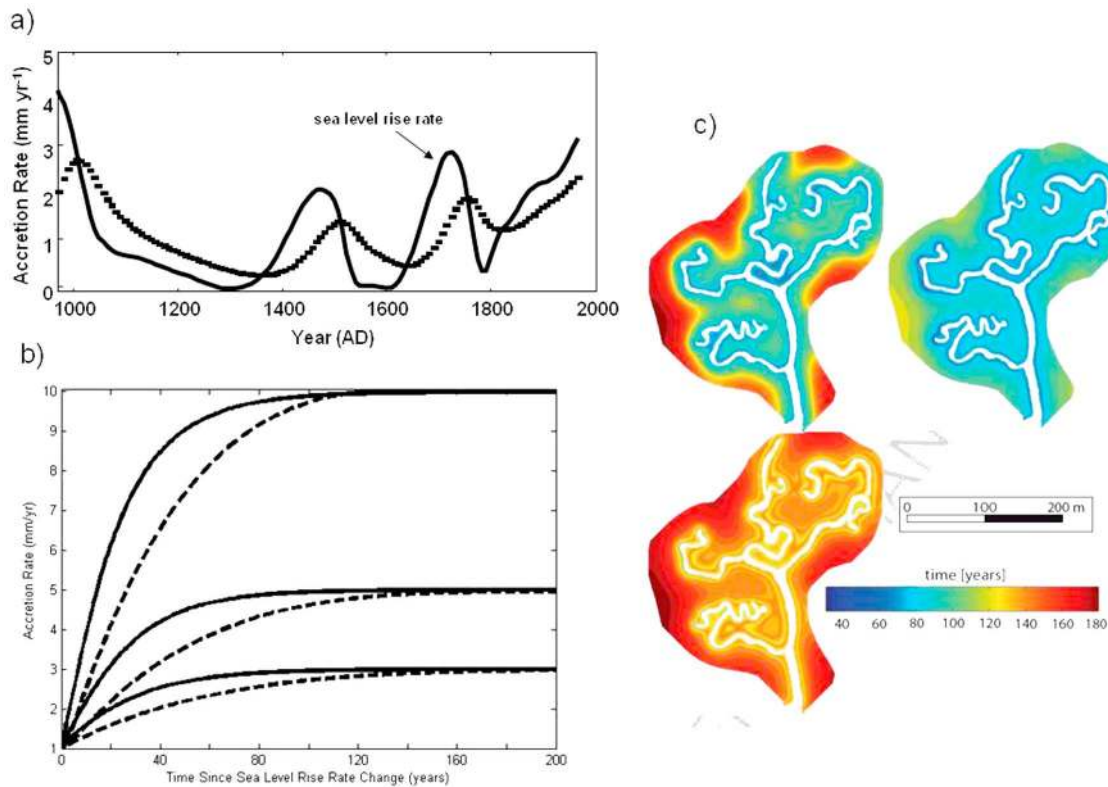 a)
5
4
3
2
1
0
Accretion Rate (mm yr⁻¹)
sea level rise rate
1000 1200 1400 1600 1800 2000
Year (AD)
b)
10
9
8
7
6
5
4
3
2
1
Accretion Rate (mm/yr)
0 40 80 120 160 200
Time Since Sea Level Rise Rate Change (years)
c)
0 100 200 m
time [years]
40 60 80 100 120 140 160 180